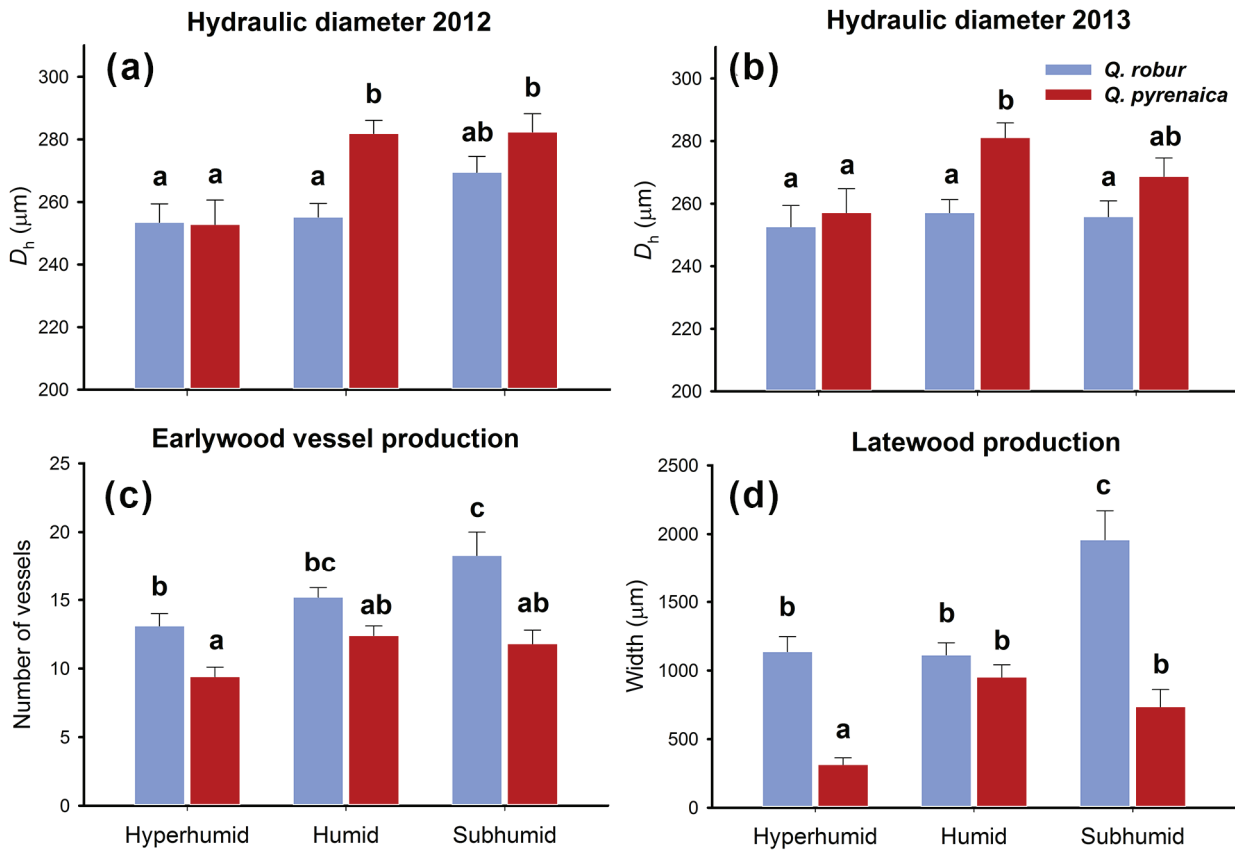 Hydraulic diameter 2012
(a)
300
280
260
240
220
200
D_h (μm)
a
a
a
b
ab
b
Hydraulic diameter 2013
(b)
Q. robur
Q. pyrenaica
300
280
260
240
220
200
D_h (μm)
a
a
a
b
a
ab
Earlywood vessel production
(c)
25
20
15
10
5
0
Number of vessels
b
a
bc
ab
c
ab
Hyperhumid
Humid
Subhumid
Latewood production
(d)
2500
2000
1500
1000
500
0
Width (μm)
b
a
b
b
c
b
Hyperhumid
Humid
Subhumid